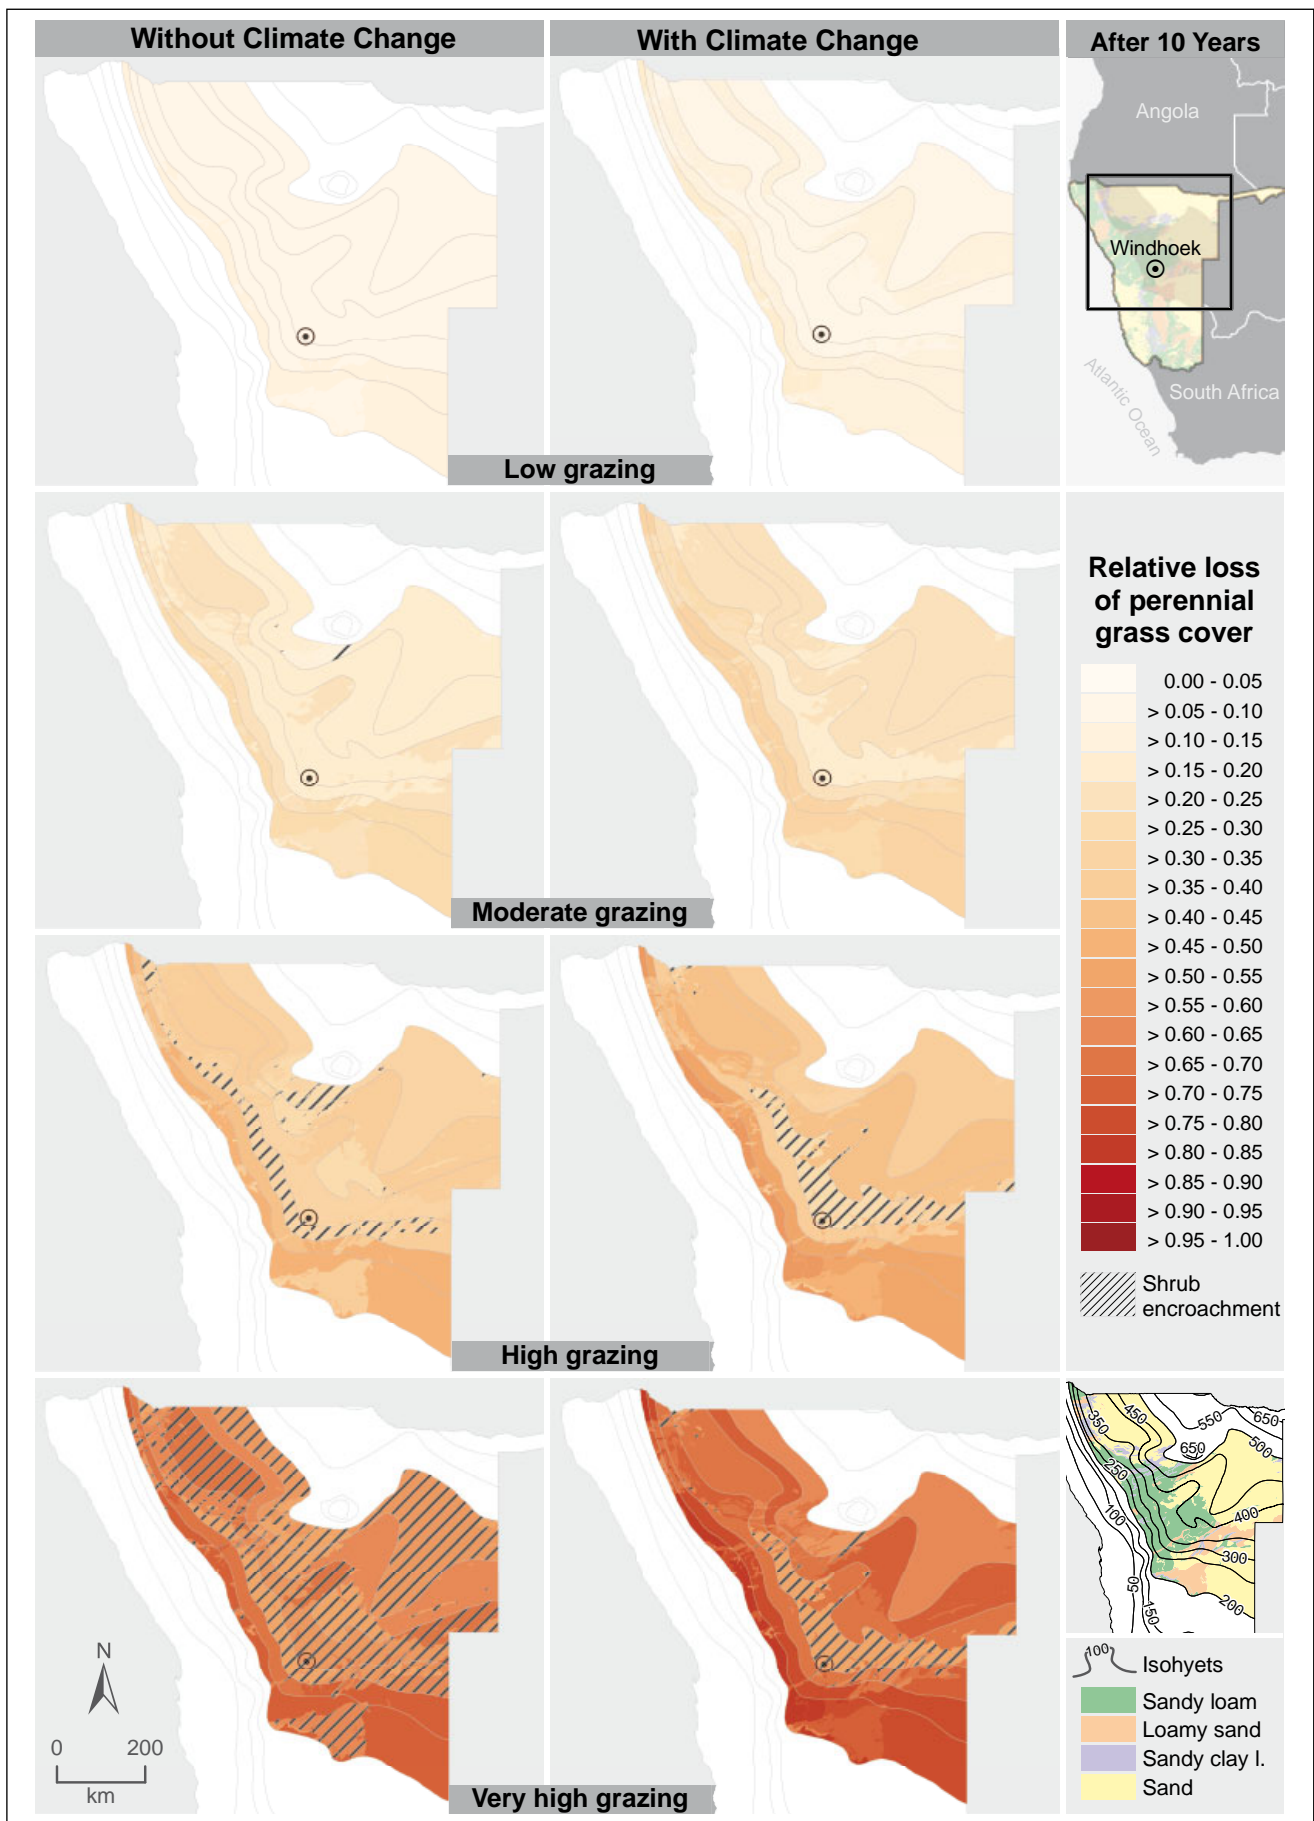 Without Climate Change
With Climate Change
After 10 Years
Angola
Windhoek
Atlantic Ocean
South Africa
Low grazing
Moderate grazing
High grazing
Very high grazing
Relative loss
of perennial
grass cover
0.00 - 0.05
> 0.05 - 0.10
> 0.10 - 0.15
> 0.15 - 0.20
> 0.20 - 0.25
> 0.25 - 0.30
> 0.30 - 0.35
> 0.35 - 0.40
> 0.40 - 0.45
> 0.45 - 0.50
> 0.50 - 0.55
> 0.55 - 0.60
> 0.60 - 0.65
> 0.65 - 0.70
> 0.70 - 0.75
> 0.75 - 0.80
> 0.80 - 0.85
> 0.85 - 0.90
> 0.90 - 0.95
> 0.95 - 1.00
Shrub
encroachment
350
450
550
650
650
500
250
100
400
300
50
150
200
100
Isohyets
Sandy loam
Loamy sand
Sandy clay l.
Sand
N
0 200
km